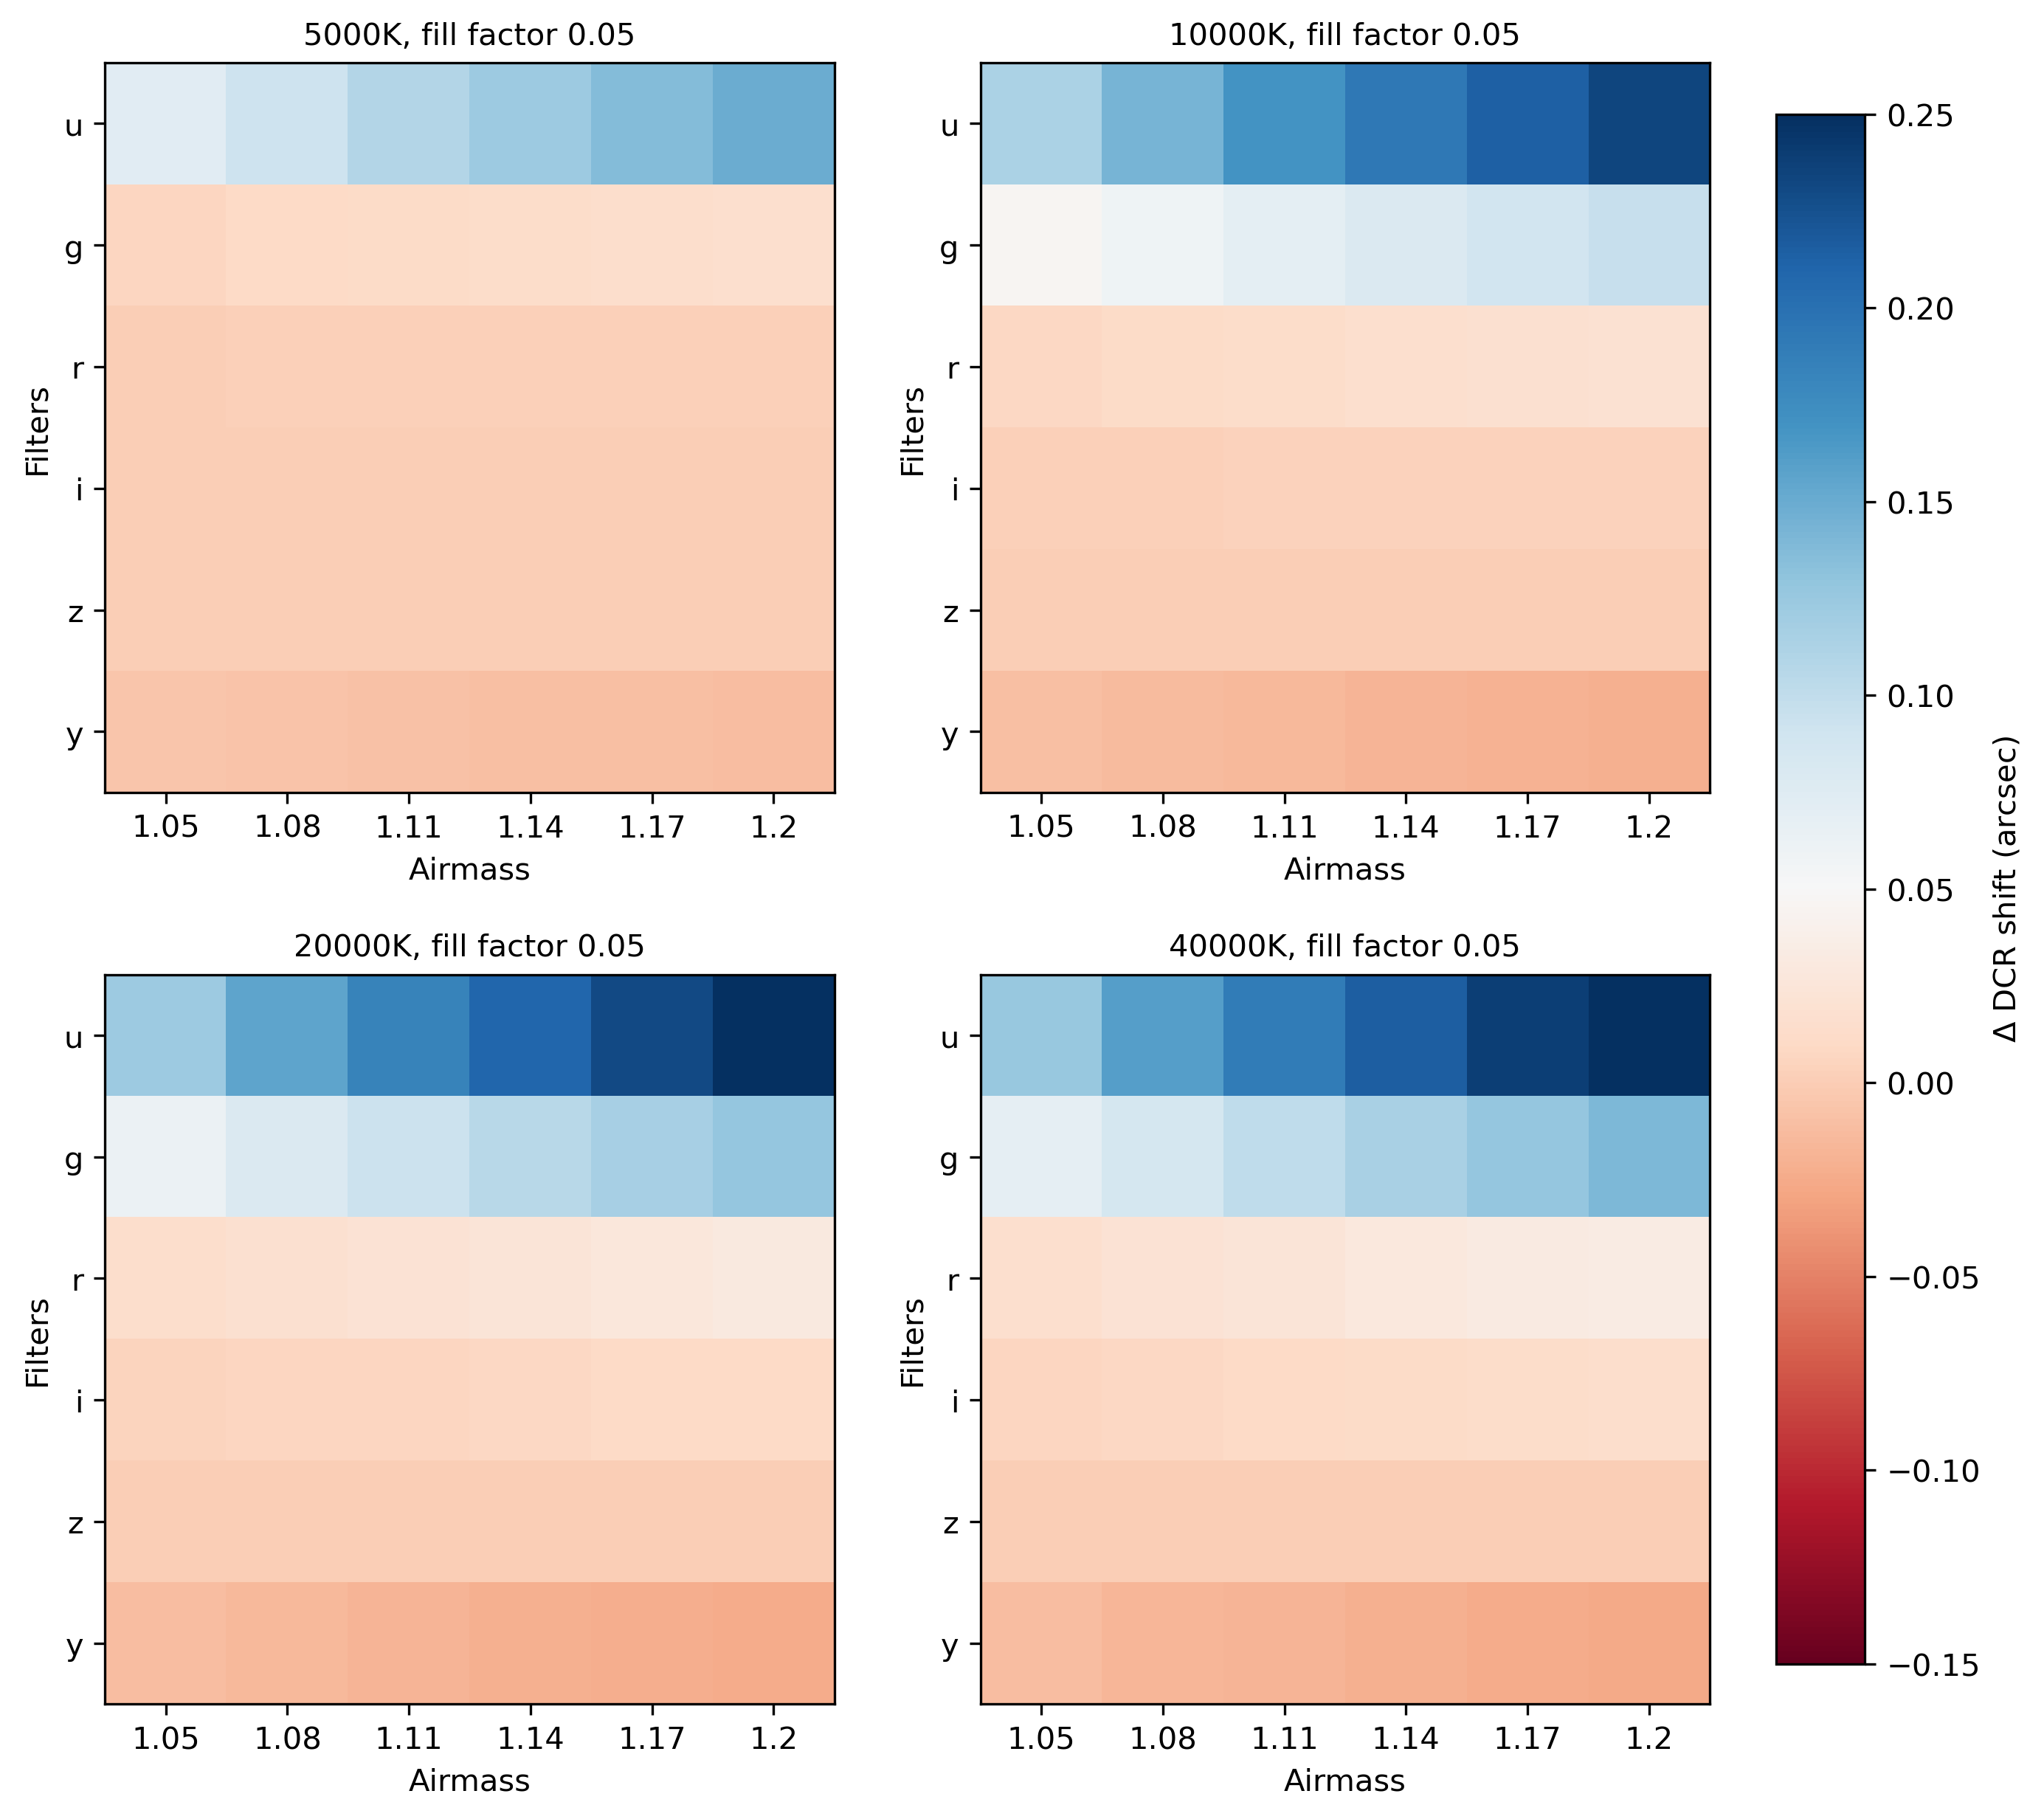 5000K, fill factor 0.05
Filters
u
g
r
i
z
y
1.05 1.08 1.11 1.14 1.17 1.2
Airmass
10000K, fill factor 0.05
Filters
u
g
r
i
z
y
1.05 1.08 1.11 1.14 1.17 1.2
Airmass
20000K, fill factor 0.05
Filters
u
g
r
i
z
y
1.05 1.08 1.11 1.14 1.17 1.2
Airmass
40000K, fill factor 0.05
Filters
u
g
r
i
z
y
1.05 1.08 1.11 1.14 1.17 1.2
Airmass
0.25
0.20
0.15
0.10
0.05
0.00
−0.05
−0.10
−0.15
Δ DCR shift (arcsec)